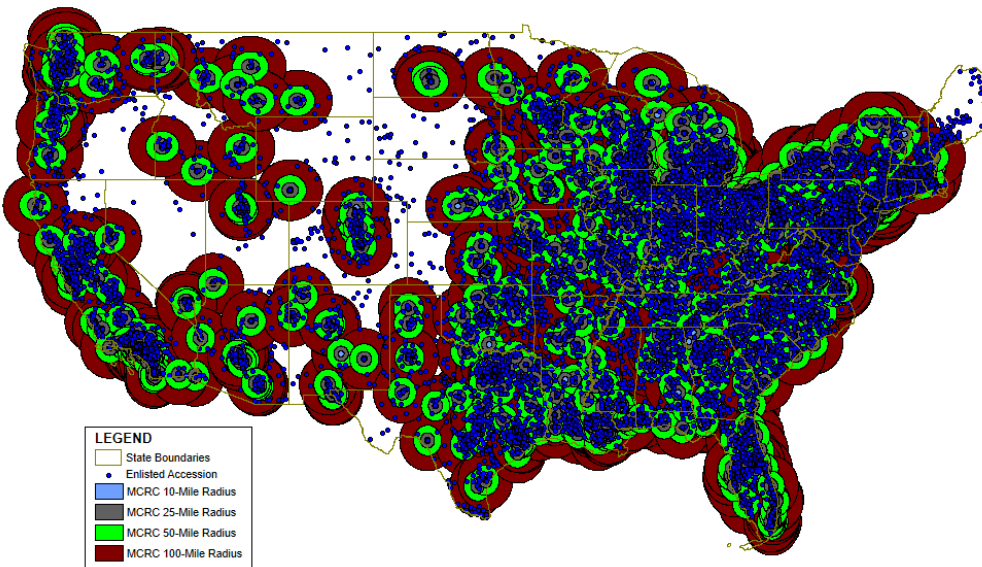 LEGEND
State Boundaries
Enlisted Accession
MCRC 10-Mile Radius
MCRC 25-Mile Radius
MCRC 50-Mile Radius
MCRC 100-Mile Radius